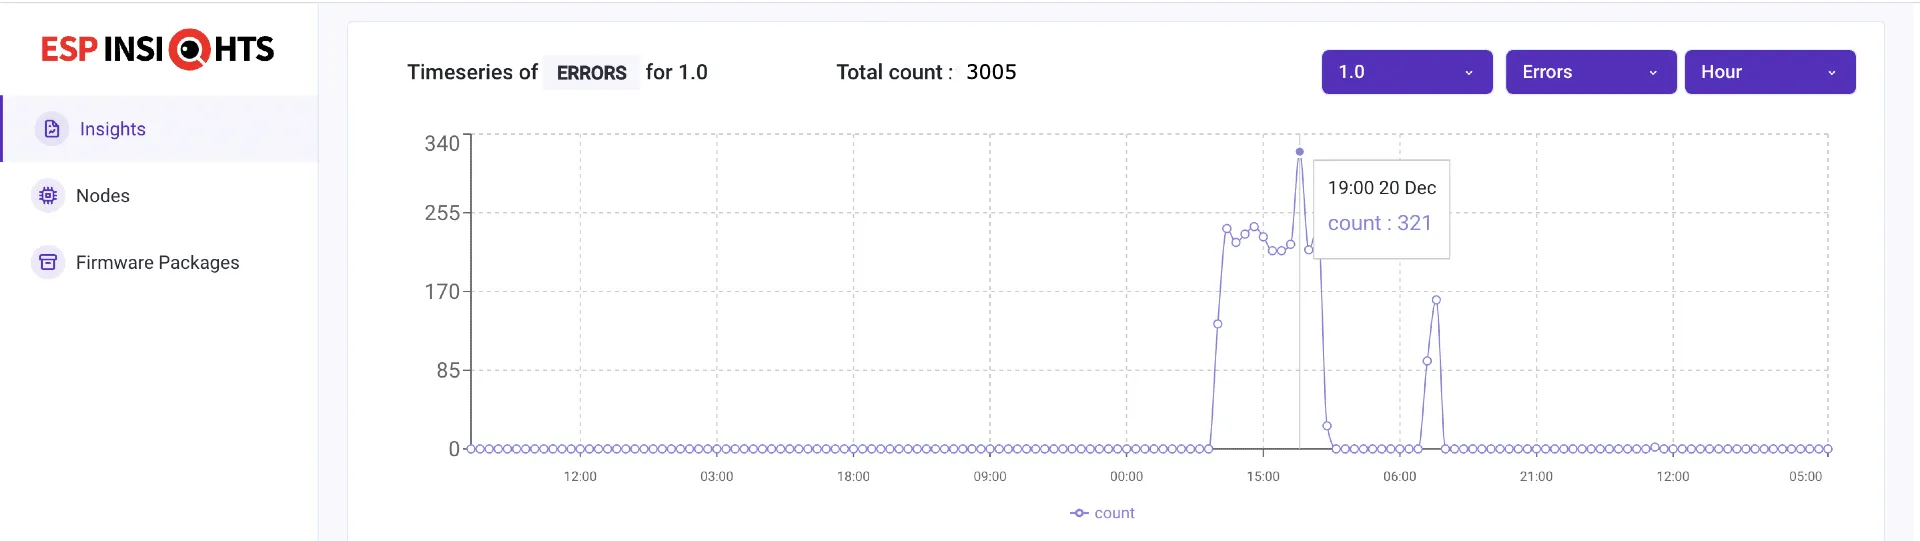 ESP INSIGHTS
Insights
Nodes
Firmware Packages
Timeseries of ERRORS for 1.0
Total count : 3005
1.0
Errors
Hour
340
255
170
85
0
19:00 20 Dec
count : 321
12:00 03:00 18:00 09:00 00:00 15:00 06:00 21:00 12:00 05:00
count